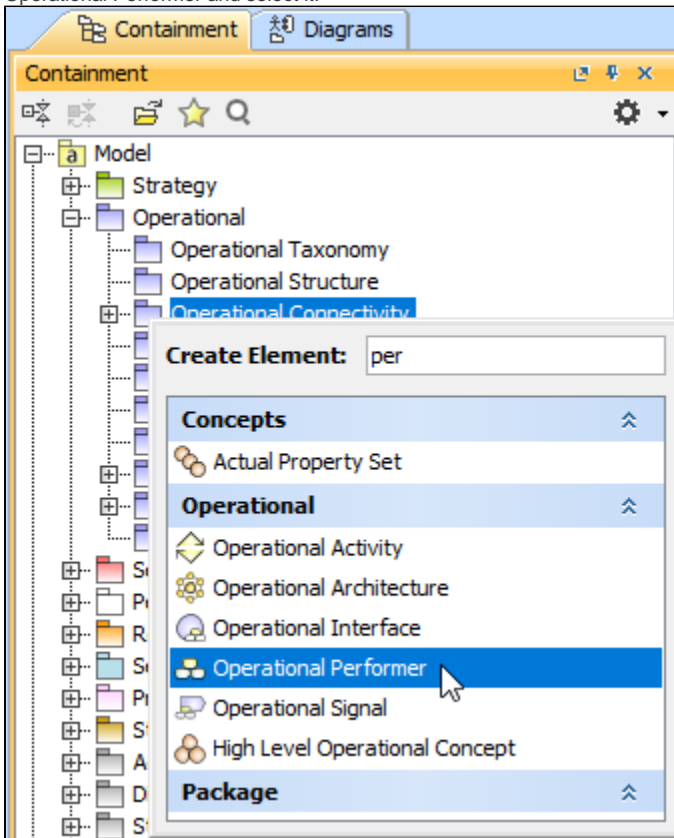 Containment
Diagrams
Containment
a Model
Strategy
Operational
Operational Taxonomy
Operational Structure
Operational Connectivity
Create Element: per
Concepts
Actual Property Set
Operational
Operational Activity
Operational Architecture
Operational Interface
Operational Performer
Operational Signal
High Level Operational Concept
Package